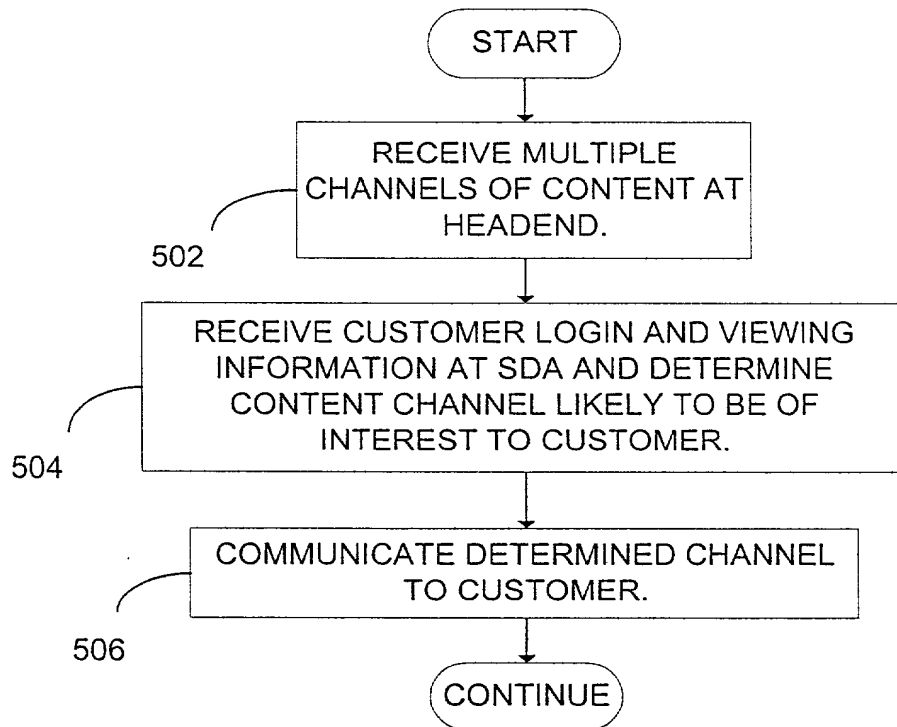 START
RECEIVE MULTIPLE
CHANNELS OF CONTENT AT
HEADEND.
502
RECEIVE CUSTOMER LOGIN AND VIEWING
INFORMATION AT SDA AND DETERMINE
CONTENT CHANNEL LIKELY TO BE OF
INTEREST TO CUSTOMER.
504
COMMUNICATE DETERMINED CHANNEL
TO CUSTOMER.
506
CONTINUE